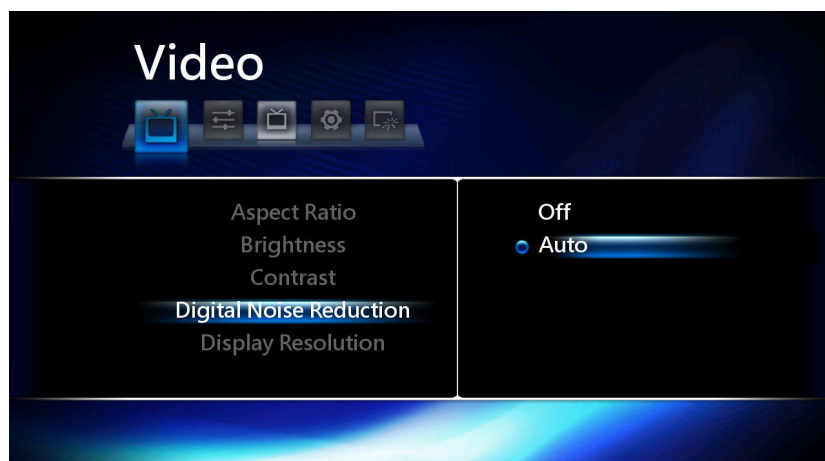 Video
Aspect Ratio
Brightness
Contrast
Digital Noise Reduction
Display Resolution
Off
Auto